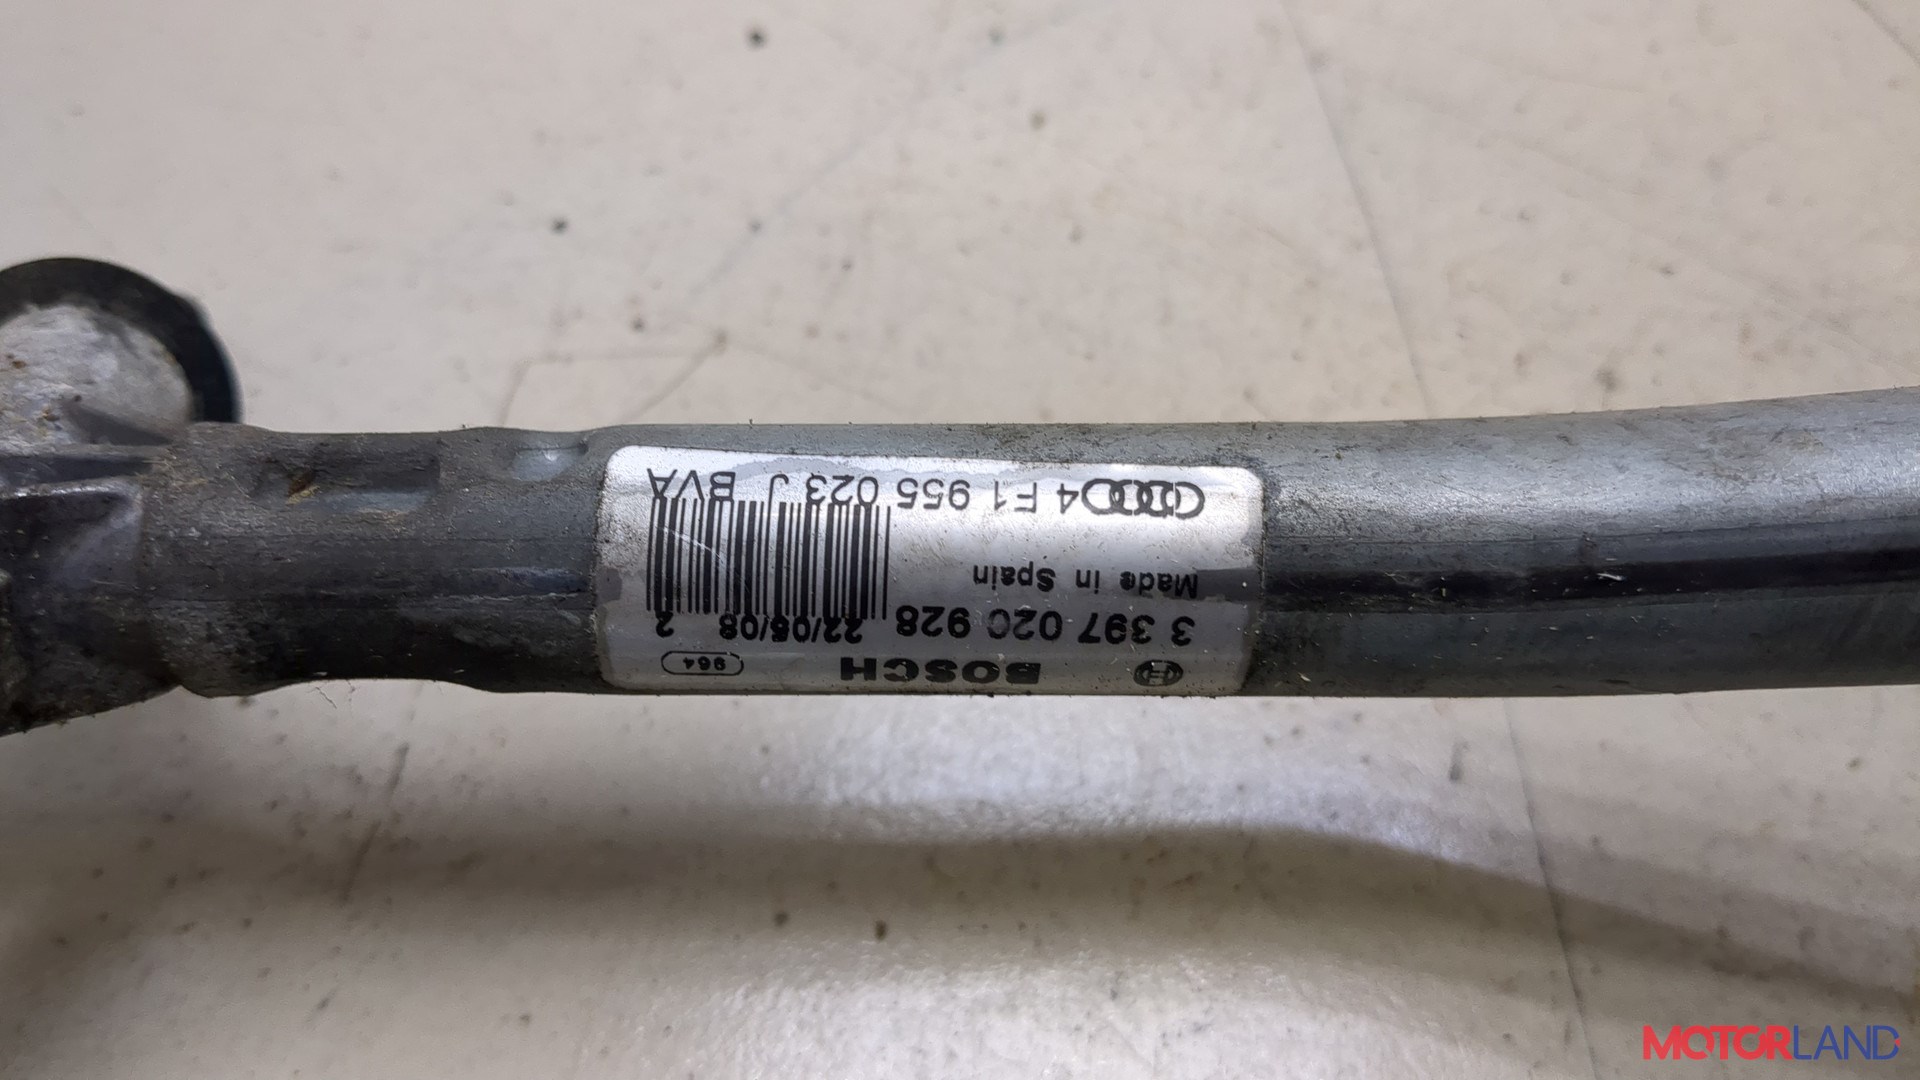 BOSCH 964
3 397 020 928 22/05/08 2
Made in Spain
4 F1 955 023 J BVA
MOTORLAND